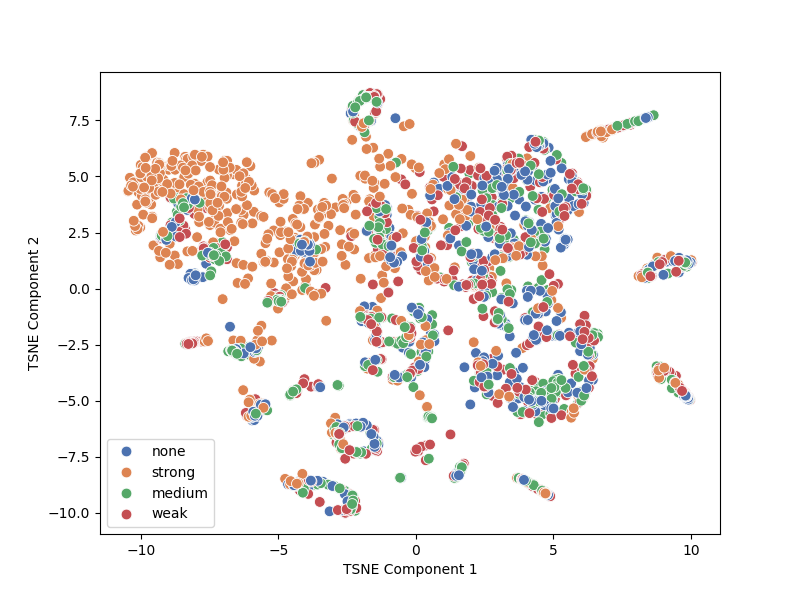 7.5
5.0
2.5
0.0
−2.5
−5.0
−7.5
−10.0
TSNE Component 2
none
strong
medium
weak
−10
−5
0
5
10
TSNE Component 1